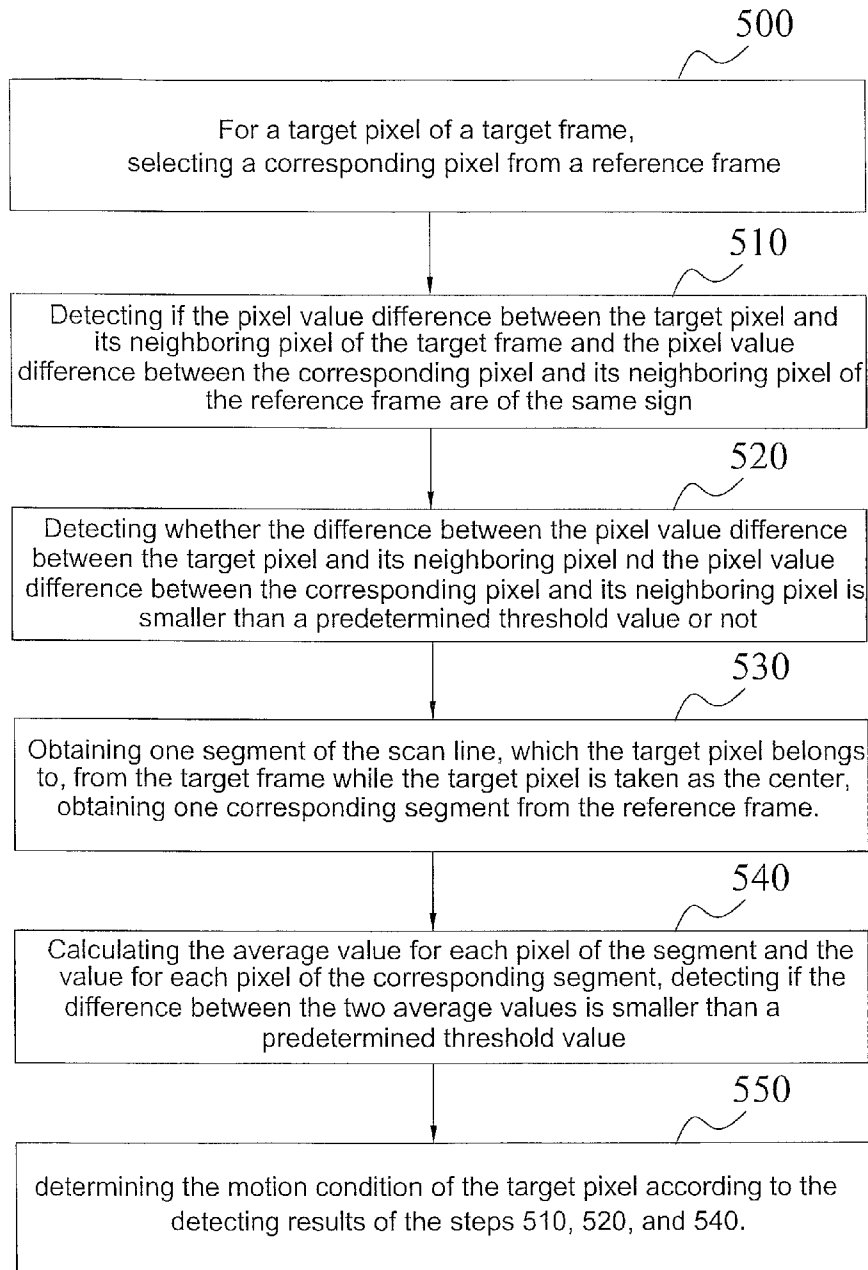 500
For a target pixel of a target frame,
selecting a corresponding pixel from a reference frame
510
Detecting if the pixel value difference between the target pixel and
its neighboring pixel of the target frame and the pixel value
difference between the corresponding pixel and its neighboring pixel of
the reference frame are of the same sign
520
Detecting whether the difference between the pixel value difference
between the target pixel and its neighboring pixel nd the pixel value
difference between the corresponding pixel and its neighboring pixel is
smaller than a predetermined threshold value or not
530
Obtaining one segment of the scan line, which the target pixel belongs
to, from the target frame while the target pixel is taken as the center,
obtaining one corresponding segment from the reference frame.
540
Calculating the average value for each pixel of the segment and the
value for each pixel of the corresponding segment, detecting if the
difference between the two average values is smaller than a
predetermined threshold value
550
determining the motion condition of the target pixel according to the
detecting results of the steps 510, 520, and 540.